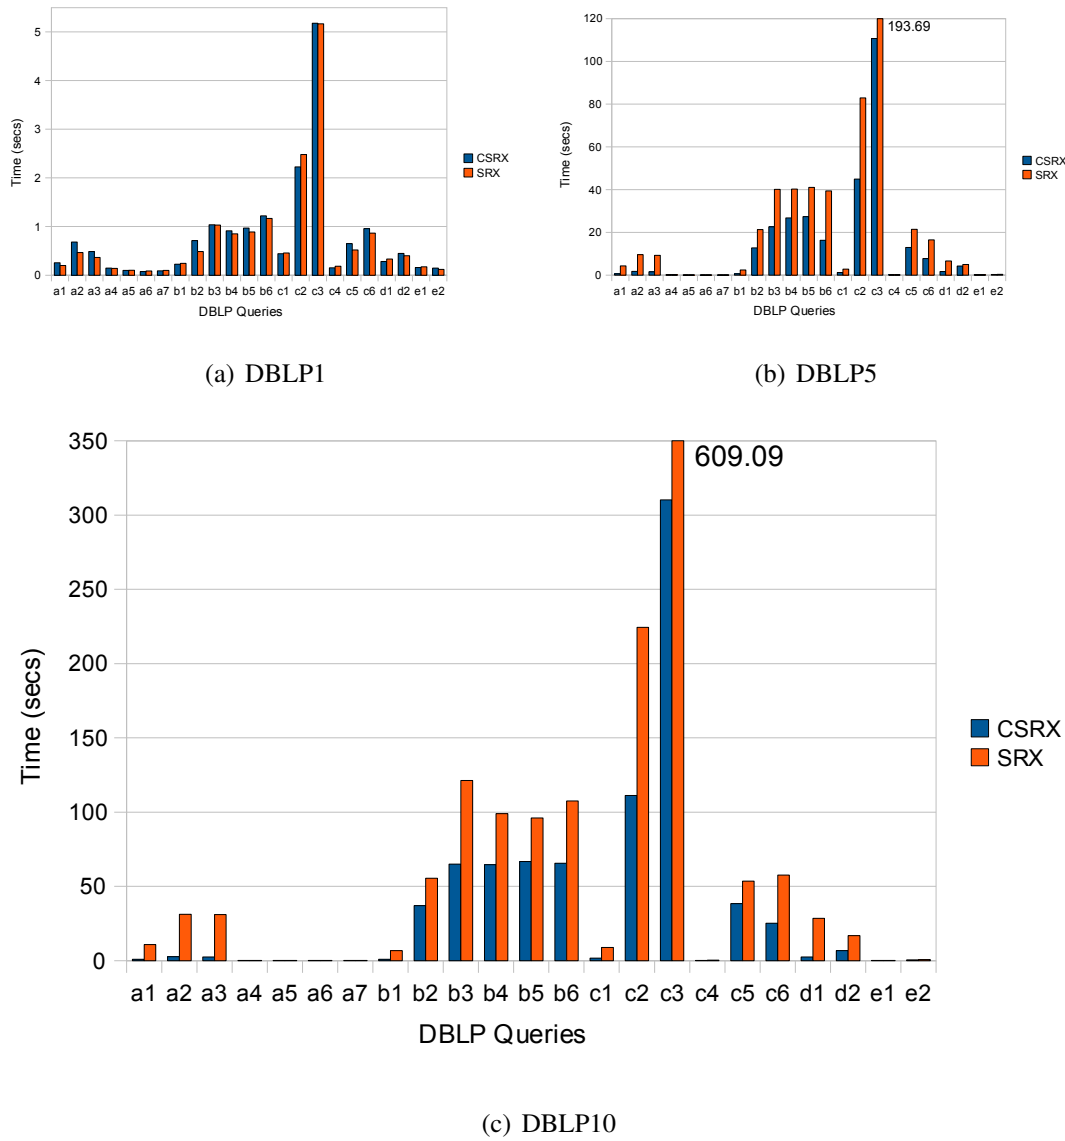 5
4
3
2
1
0
Time (secs)
a1 a2 a3 a4 a5 a6 a7 b1 b2 b3 b4 b5 b6 c1 c2 c3 c4 c5 c6 d1 d2 e1 e2
DBLP Queries
CSRX
SRX
(a) DBLP1
120
100
80
60
40
20
0
Time (secs)
193.69
a1 a2 a3 a4 a5 a6 a7 b1 b2 b3 b4 b5 b6 c1 c2 c3 c4 c5 c6 d1 d2 e1 e2
DBLP Queries
CSRX
SRX
(b) DBLP5
350
300
250
200
150
100
50
0
Time (secs)
609.09
a1 a2 a3 a4 a5 a6 a7 b1 b2 b3 b4 b5 b6 c1 c2 c3 c4 c5 c6 d1 d2 e1 e2
DBLP Queries
CSRX
SRX
(c) DBLP10